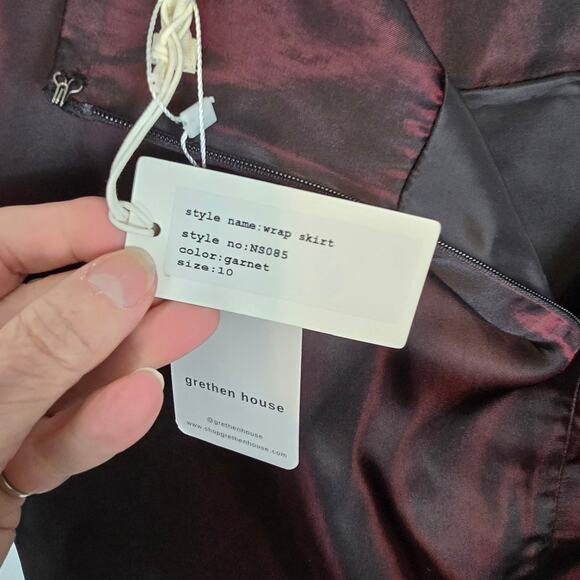 style name:wrap skirt
style no:NS085
color:garnet
size:10
grethen house
@grethenhouse
www.shopgrethenhouse.com